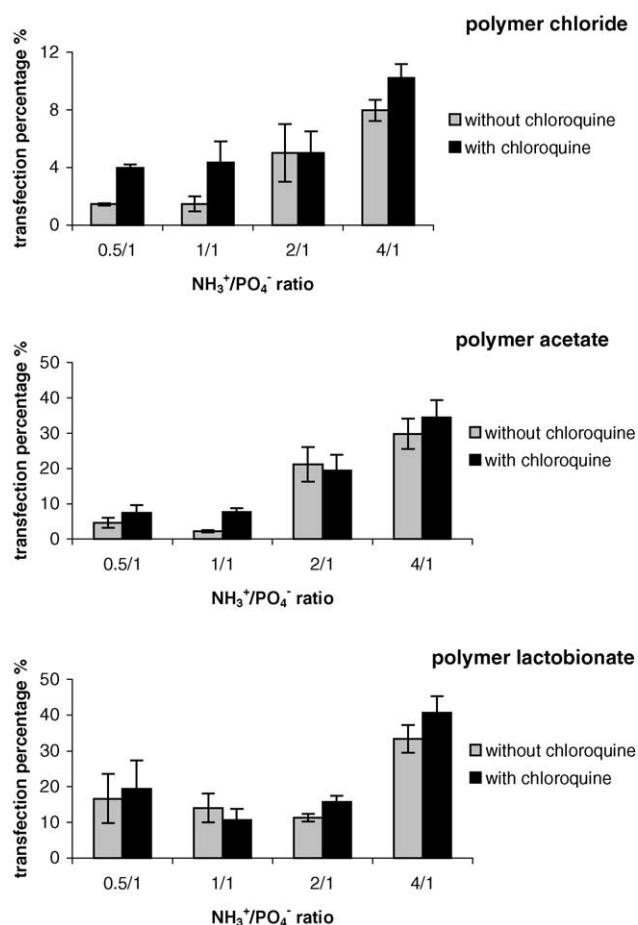 polymer chloride
transfection percentage %
12
8
4
0
without chloroquine
with chloroquine
0.5/1 1/1 2/1 4/1
NH₃⁺/PO₄⁻ ratio
polymer acetate
transfection percentage %
50
40
30
20
10
0
without chloroquine
with chloroquine
0.5/1 1/1 2/1 4/1
NH₃⁺/PO₄⁻ ratio
polymer lactobionate
transfection percentage %
50
40
30
20
10
0
without chloroquine
with chloroquine
0.5/1 1/1 2/1 4/1
NH₃⁺/PO₄⁻ ratio